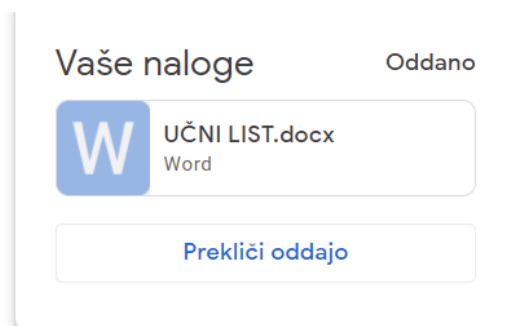 Vaše naloge
Oddano
W
UČNI LIST.docx
Word
Prekliči oddajo